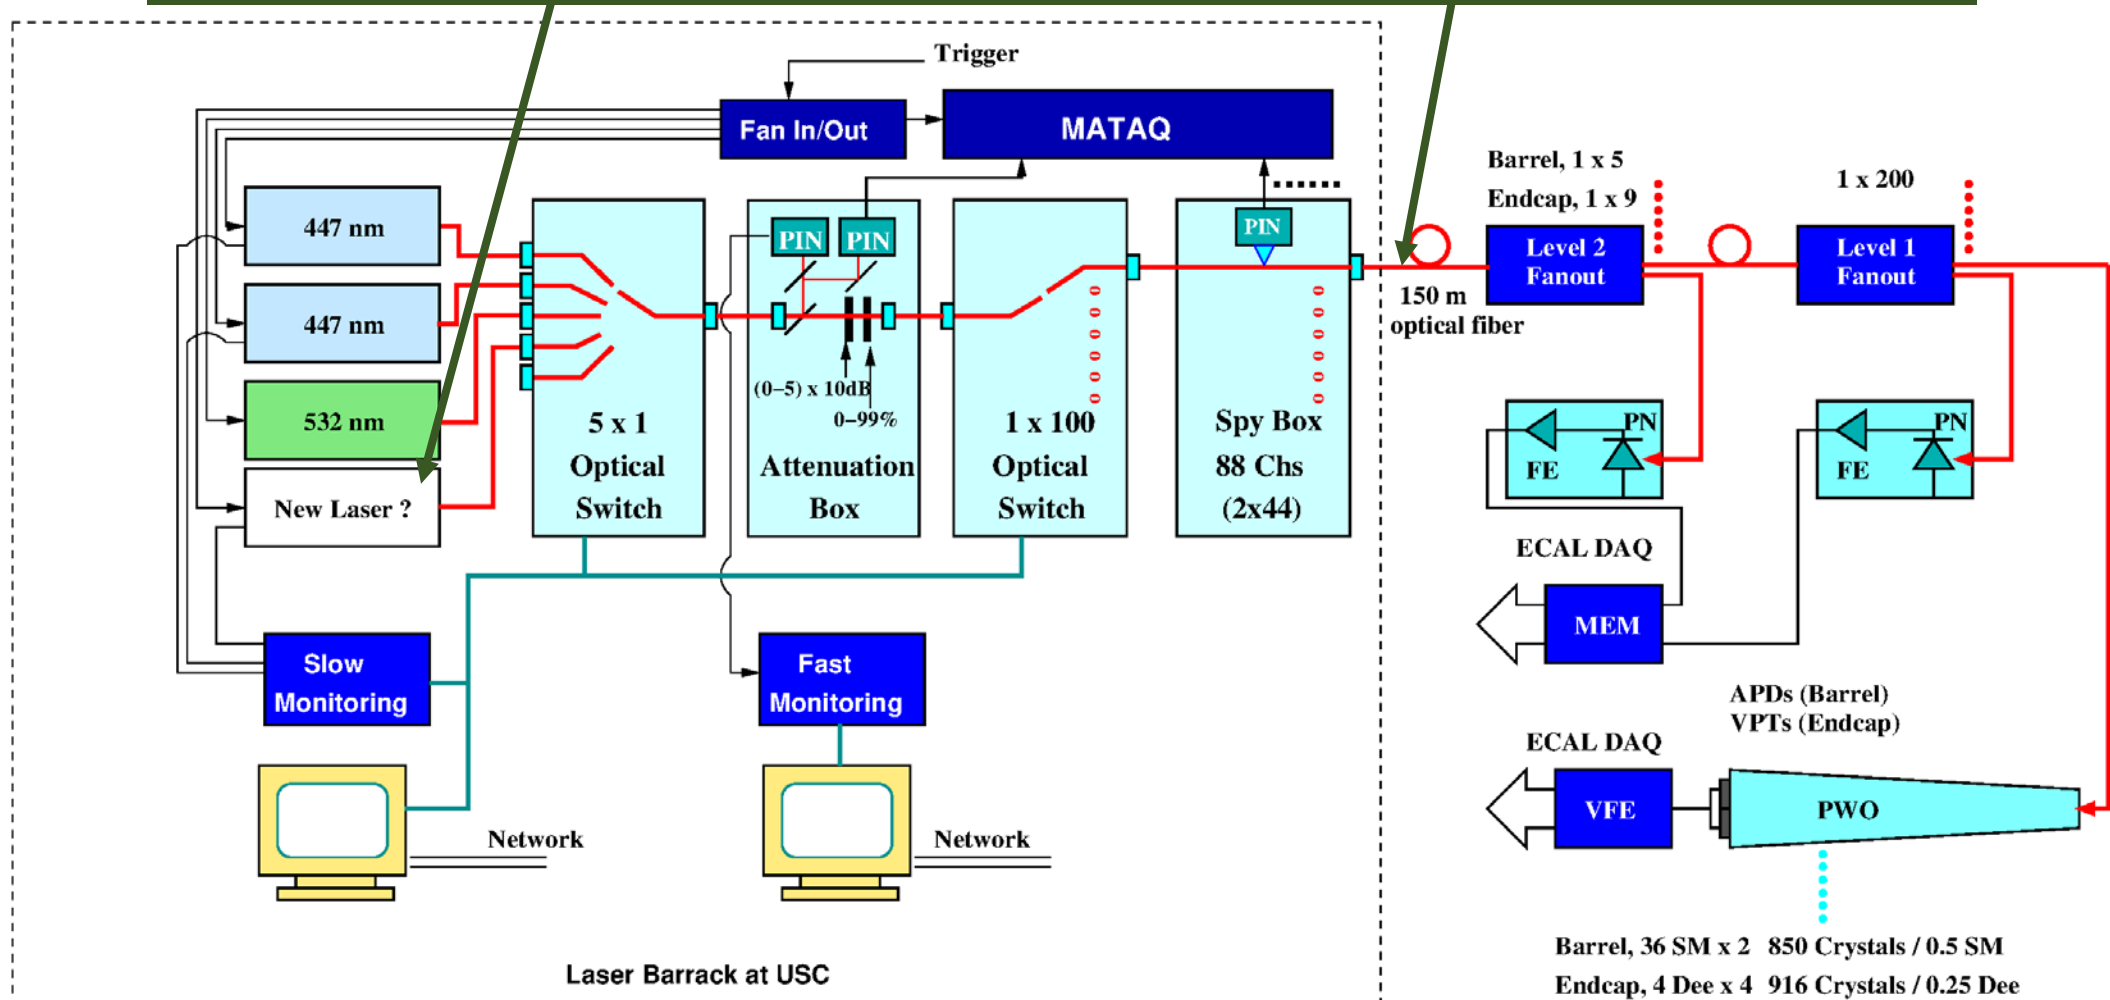 Trigger
Fan In/Out
MATAQ
Barrel, 1 x 5
Endcap, 1 x 9
1 x 200
447 nm
PIN
PIN
PIN
Level 2
Fanout
Level 1
Fanout
150 m
optical fiber
447 nm
(0–5) x 10dB
0–99%
532 nm
5 x 1
Optical
Switch
Attenuation
Box
1 x 100
Optical
Switch
Spy Box
88 Chs
(2x44)
PN
FE
PN
FE
New Laser ?
ECAL DAQ
MEM
Slow
Monitoring
Fast
Monitoring
APDs (Barrel)
VPTs (Endcap)
ECAL DAQ
VFE
PWO
Network
Network
Barrel, 36 SM x 2 850 Crystals / 0.5 SM
Endcap, 4 Dee x 4 916 Crystals / 0.25 Dee
Laser Barrack at USC